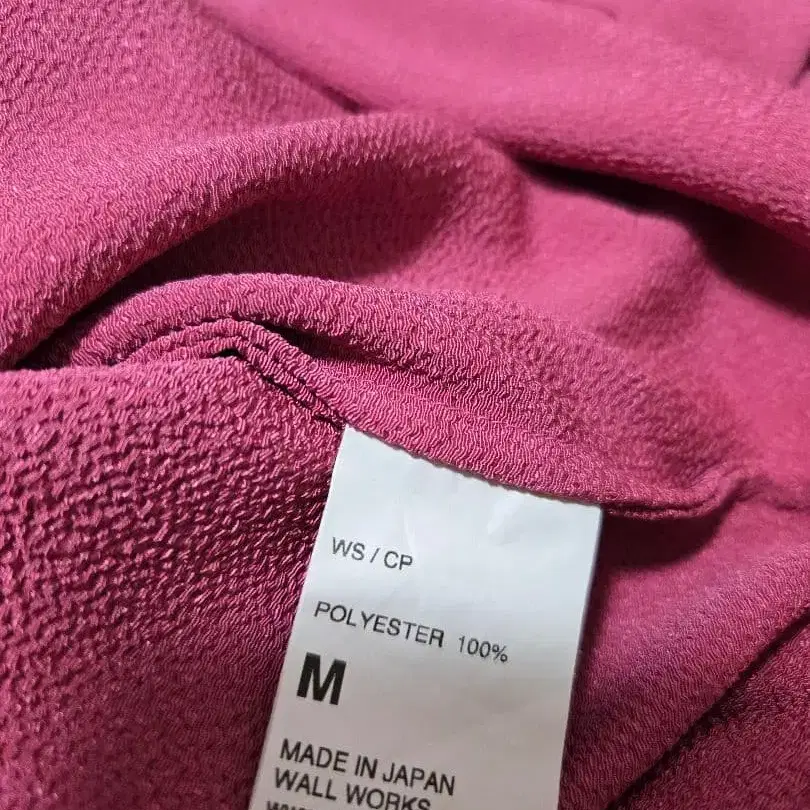 WS / CP
POLYESTER 100%
M
MADE IN JAPAN
WALL WORKS